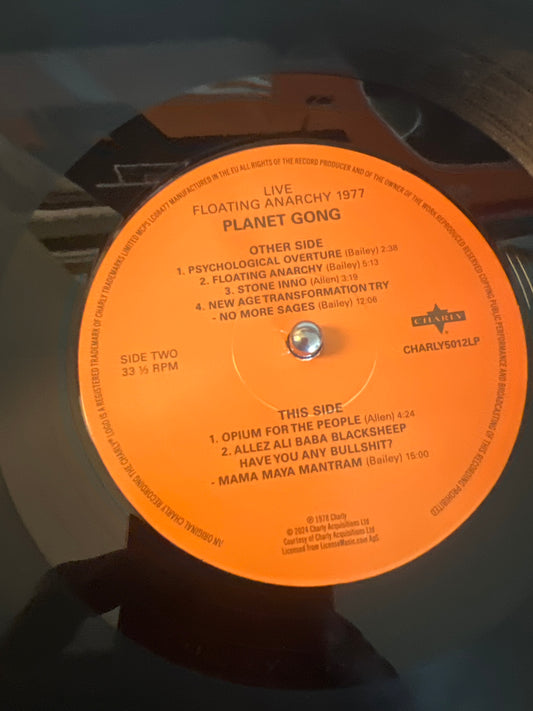 AN ORIGINAL CHARLY RECORDING THE CHARLY LOGO IS A REGISTERED TRADEMARK OF CHARLY TRADEMARKS LIMITED MCPS LC08477 MANUFACTURED IN THE EU ALL RIGHTS OF THE RECORD PRODUCER AND OF THE OWNER OF THE WORK REPRODUCED RESERVED COPYING PUBLIC PERFORMANCE AND BROADCASTING OF THIS RECORDING PROHIBITED
LIVE
FLOATING ANARCHY 1977
PLANET GONG
OTHER SIDE
1. PSYCHOLOGICAL OVERTURE (Bailey) 2:38
2. FLOATING ANARCHY (Bailey) 5:13
3. STONE INNO (Allen) 3:19
4. NEW AGE TRANSFORMATION TRY
- NO MORE SAGES (Bailey) 12:06
CHARLY
SIDE TWO
33 ⅓ RPM
CHARLY5012LP
THIS SIDE
1. OPIUM FOR THE PEOPLE (Allen) 4:24
2. ALLEZ ALI BABA BLACKSHEEP
HAVE YOU ANY BULLSHIT?
- MAMA MAYA MANTRAM (Bailey) 15:00
℗ 1978 Charly
© 2024 Charly Acquisitions Ltd
Courtesy of Charly Acquisitions Ltd
Licensed from LicenseMusic.com ApS